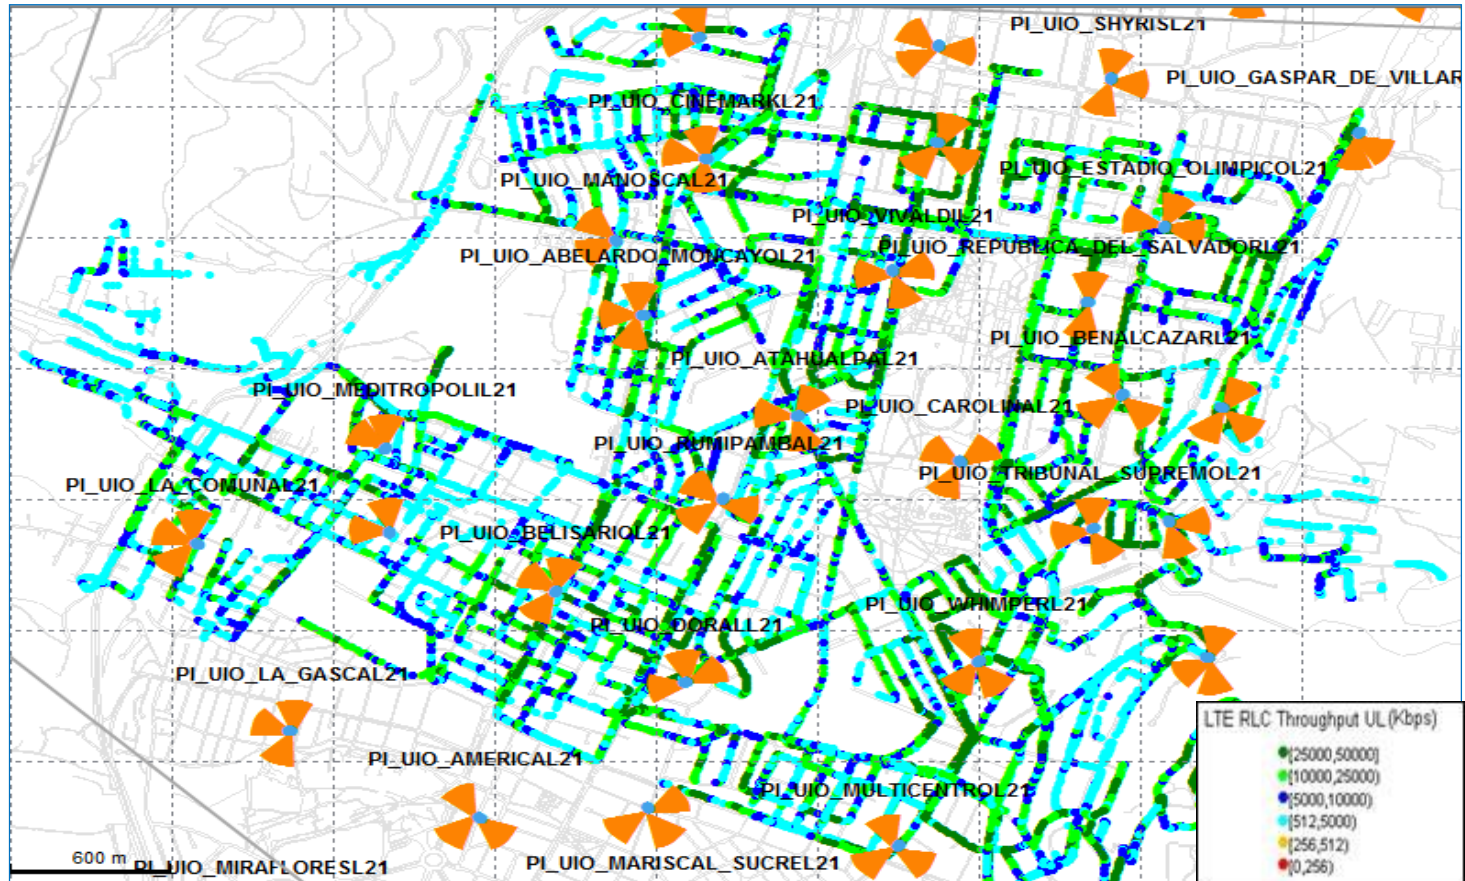 PI_UIO_SHYRISL21
PI_UIO_GASPAR_DE_VILLAR
PI_UIO_CINEMARKL21
PI_UIO_ESTADIO_OLIMPICOL21
PI_UIO_MANOSCAL21
PI_UIO_VIVALDIL21
PI_UIO_REPUBLICA_DEL_SALVADORL21
PI_UIO_ABELARDO_MONCAYOL21
PI_UIO_BENALCAZARL21
PI_UIO_ATAHUALPAL21
PI_UIO_MEDITROPOLIL21
PI_UIO_CAROLINAL21
PI_UIO_RUMIPAMBAL21
PI_UIO_TRIBUNAL_SUPREMOL21
PI_UIO_LA_COMUNAL21
PI_UIO_BELISARIOL21
PI_UIO_WHIMPERL21
PI_UIO_DORALL21
PI_UIO_LA_GASCAL21
LTE RLC Throughput UL (Kbps)
[25000,50000]
[10000,25000)
[5000,10000)
[512,5000)
[256,512)
[0,256)
PI_UIO_AMERICAL21
PI_UIO_MULTICENTROL21
600 m
PI_UIO_MIRAFLORESL21
PI_UIO_MARISCAL_SUCREL21